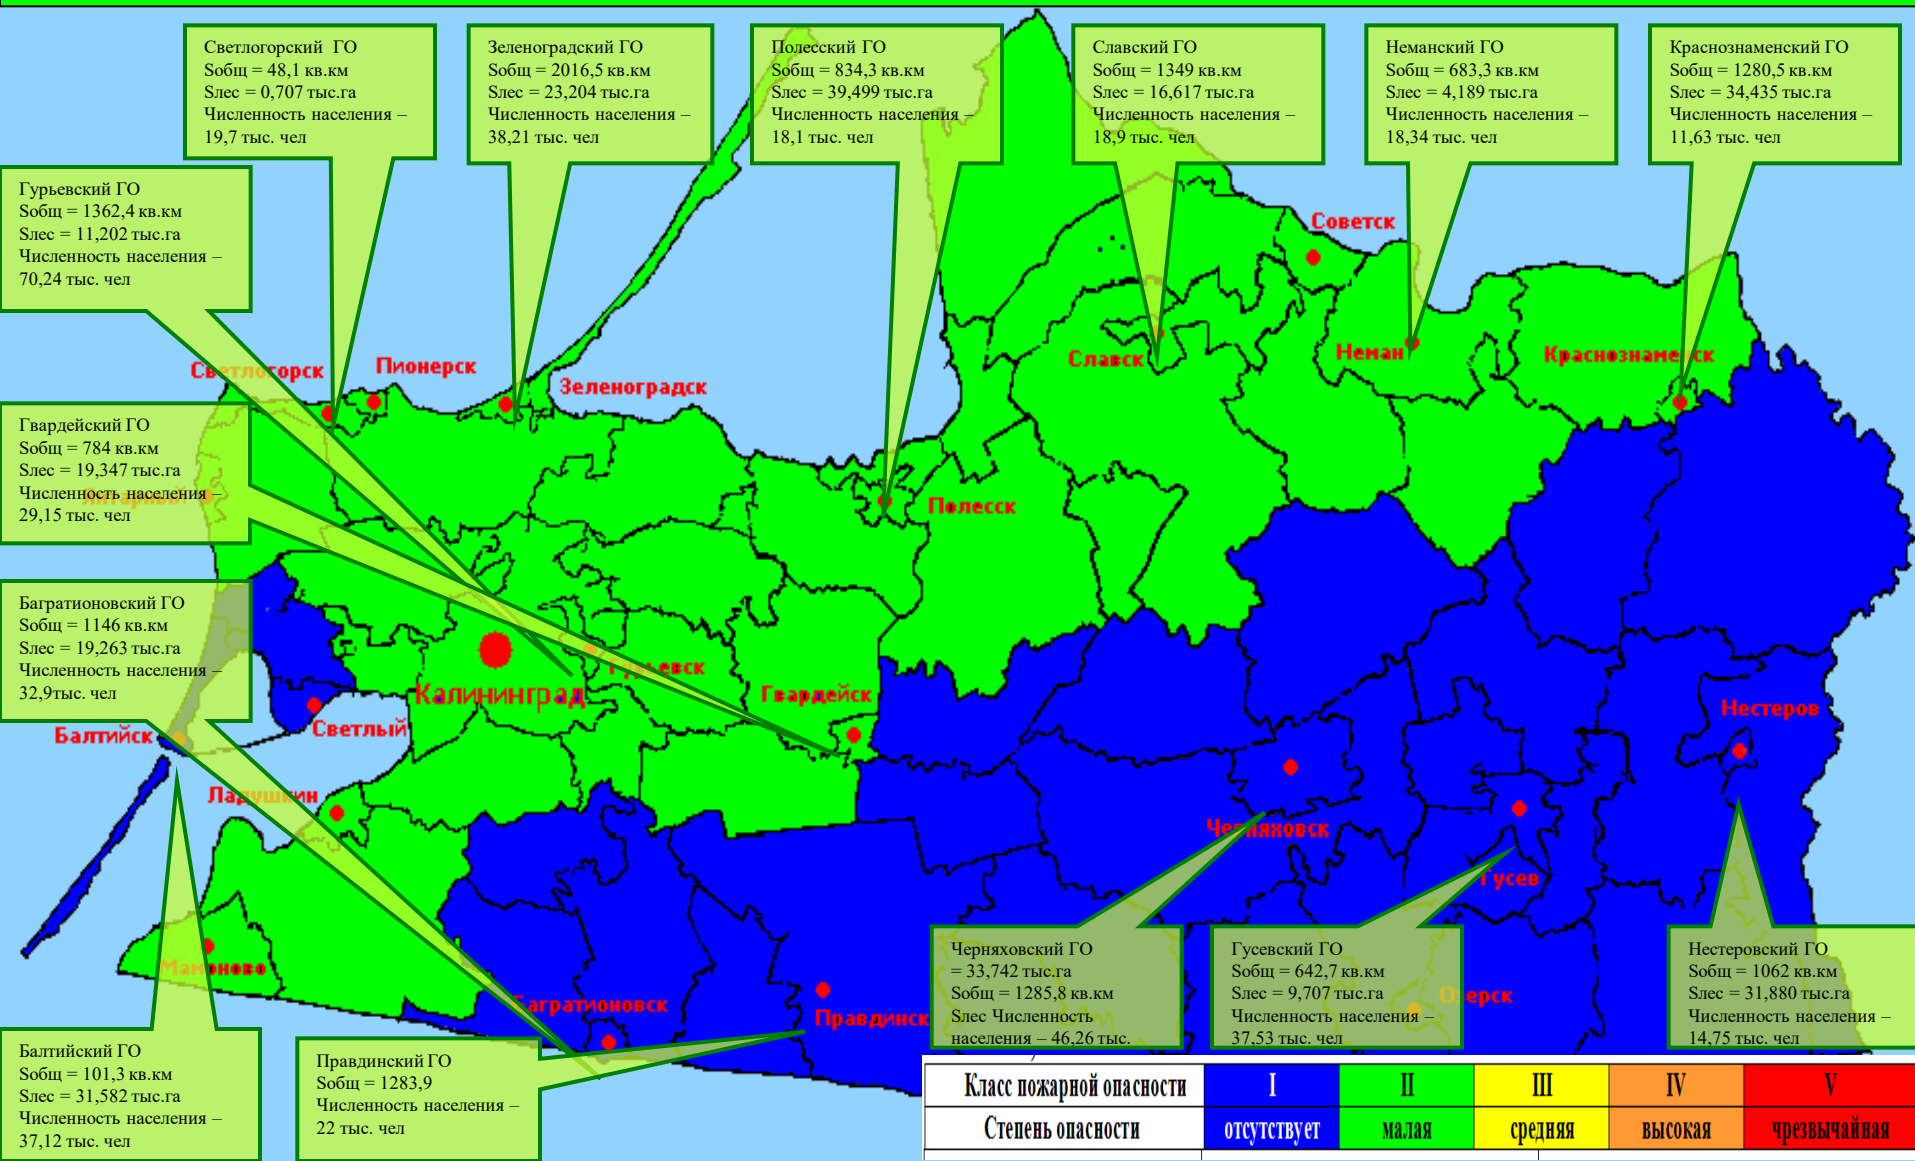 Светлогорский ГО
Sобщ = 48,1 кв.км
Sлес = 0,707 тыс.га
Численность населения –
19,7 тыс. чел
Зеленоградский ГО
Sобщ = 2016,5 кв.км
Sлес = 23,204 тыс.га
Численность населения –
38,21 тыс. чел
Полесский ГО
Sобщ = 834,3 кв.км
Sлес = 39,499 тыс.га
Численность населения –
18,1 тыс. чел
Славский ГО
Sобщ = 1349 кв.км
Sлес = 16,617 тыс.га
Численность населения –
18,9 тыс. чел
Неманский ГО
Sобщ = 683,3 кв.км
Sлес = 4,189 тыс.га
Численность населения –
18,34 тыс. чел
Краснознаменский ГО
Sобщ = 1280,5 кв.км
Sлес = 34,435 тыс.га
Численность населения –
11,63 тыс. чел
Гурьевский ГО
Sобщ = 1362,4 кв.км
Sлес = 11,202 тыс.га
Численность населения –
70,24 тыс. чел
Советск
Светлогорск
Пионерск
Зеленоградск
Славск
Неман
Краснознаменск
Гвардейский ГО
Sобщ = 784 кв.км
Sлес = 19,347 тыс.га
Численность населения –
29,15 тыс. чел
Янтарный
Полесск
Багратионовский ГО
Sобщ = 1146 кв.км
Sлес = 19,263 тыс.га
Численность населения –
32,9тыс. чел
Гурьевск
Калининград
Гвардейск
Нестеров
Балтийск
Светлый
Ладушкин
Черняховск
Гусев
Мамоново
Багратионовск
Правдинск
Озерск
Черняховский ГО
= 33,742 тыс.га
Sобщ = 1285,8 кв.км
Sлес Численность
населения – 46,26 тыс.
Гусевский ГО
Sобщ = 642,7 кв.км
Sлес = 9,707 тыс.га
Численность населения –
37,53 тыс. чел
Нестеровский ГО
Sобщ = 1062 кв.км
Sлес = 31,880 тыс.га
Численность населения –
14,75 тыс. чел
Балтийский ГО
Sобщ = 101,3 кв.км
Sлес = 31,582 тыс.га
Численность населения –
37,12 тыс. чел
Правдинский ГО
Sобщ = 1283,9
Численность населения –
22 тыс. чел
Класс пожарной опасности I II III IV V
Степень опасности отсутствует малая средняя высокая чрезвычайная